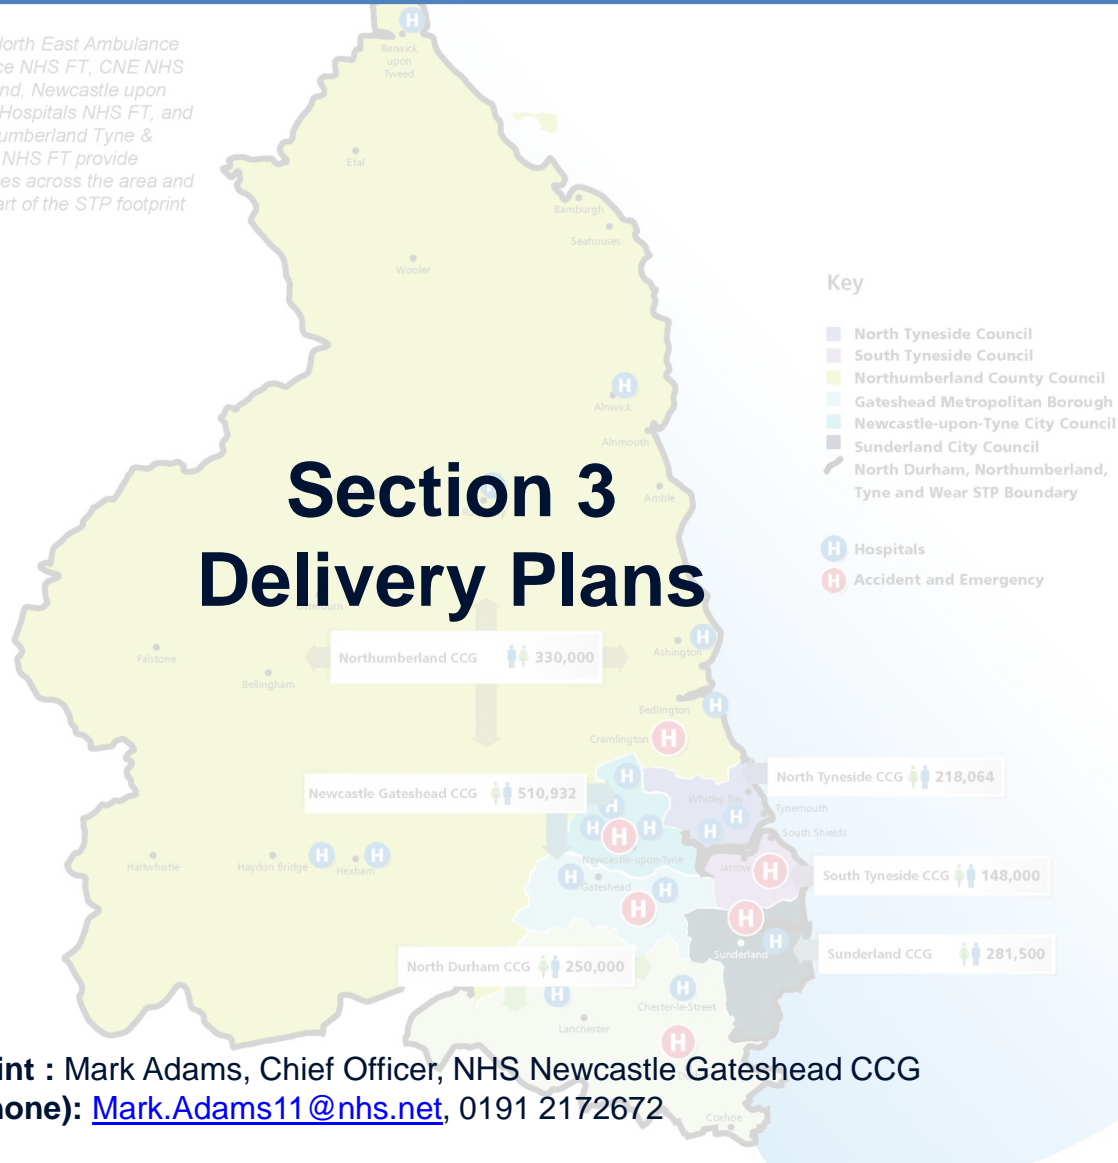 orth East Ambulance
ce NHS FT, CNE NHS
nd, Newcastle upon
Hospitals NHS FT, and
umberland Tyne &
NHS FT provide
es across the area and
art of the STP footprint
Berwick
upon
Tweed
Etal
Bamburgh
Seahouses
Wooler
Key
North Tyneside Council
South Tyneside Council
Northumberland County Council
Gateshead Metropolitan Borough
Newcastle-upon-Tyne City Council
Sunderland City Council
North Durham, Northumberland,
Tyne and Wear STP Boundary
H Hospitals
H Accident and Emergency
H
H
Alnwick
Alnmouth
Section 3
Amble
Delivery Plans
Northumberland CCG 330,000
Falstone
Bellingham
Ashington
H
Bedlington
H
Cramlington
H
North Tyneside CCG 218,064
Newcastle Gateshead CCG 510,932
H
Whitley Bay
Tynemouth
South Shields
H
H
H
H
H
H
Newcastle-upon-Tyne
Jarrow
H
South Tyneside CCG 148,000
Haltwhistle
Haydon Bridge
H
Hexham
H
H
Gateshead
H
H
H
Sunderland
H
Sunderland CCG 281,500
North Durham CCG 250,000
H
H
Chester-le-Street
Lanchester
H
int : Mark Adams, Chief Officer, NHS Newcastle Gateshead CCG
hone): Mark.Adams11@nhs.net, 0191 2172672
Coxhoe